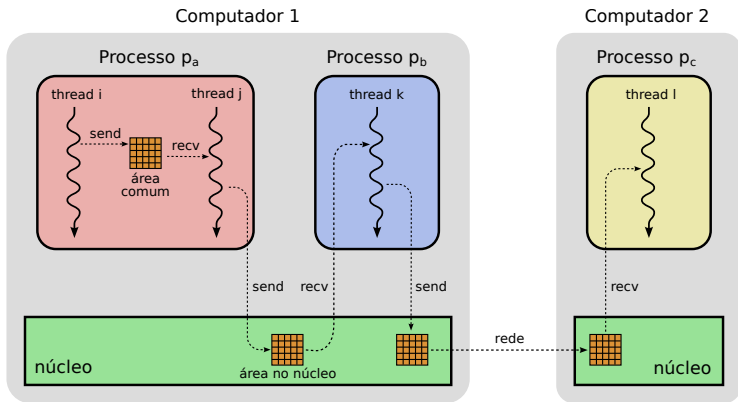 Computador 1
Computador 2
Processo pa
Processo pb
Processo pc
thread i
thread j
thread k
thread l
send
recv
área
comum
send
recv
send
recv
rede
núcleo
área no núcleo
núcleo